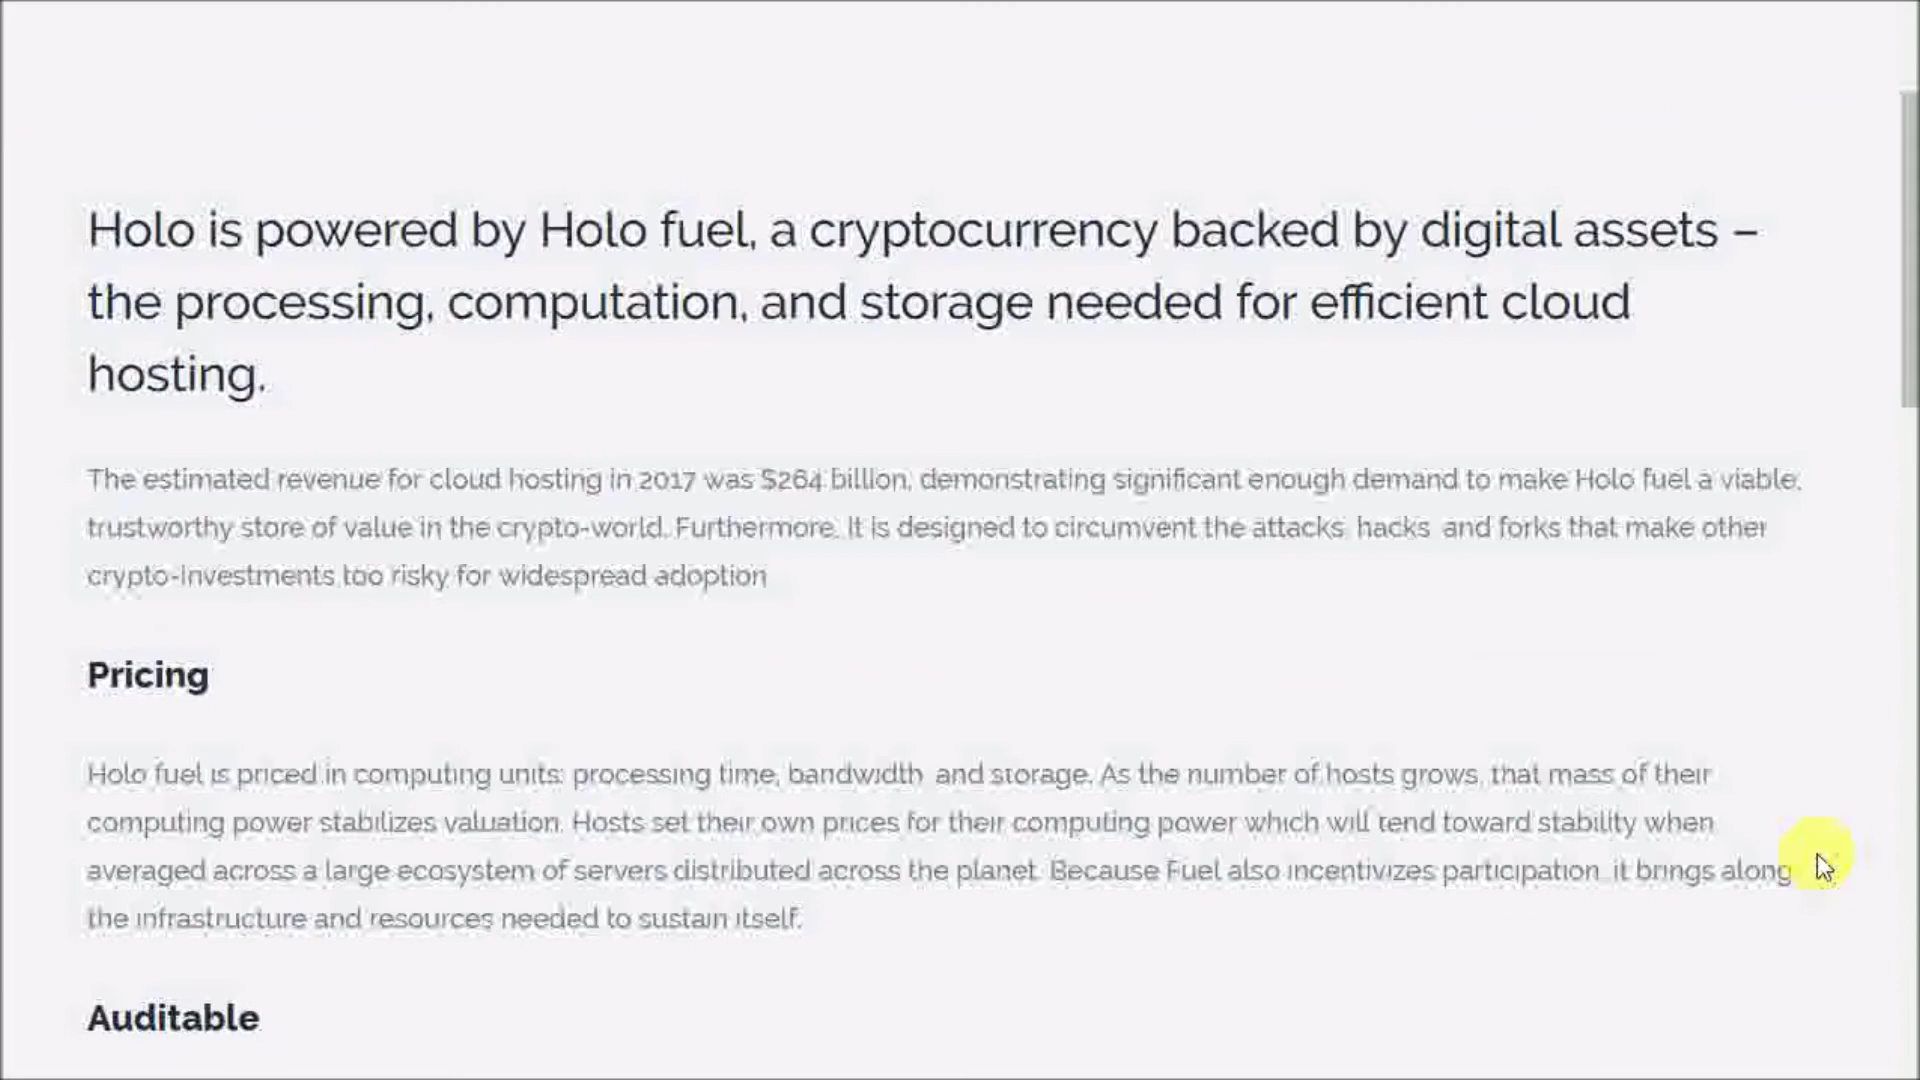 Holo is powered by Holo fuel, a cryptocurrency backed by digital assets –
the processing, computation, and storage needed for efficient cloud
hosting.
The estimated revenue for cloud hosting in 2017 was $264 billion, demonstrating significant enough demand to make Holo fuel a viable,
trustworthy store of value in the crypto-world. Furthermore, it is designed to circumvent the attacks, hacks, and forks that make other
crypto-investments too risky for widespread adoption
Pricing
Holo fuel is priced in computing units: processing time, bandwidth and storage. As the number of hosts grows, that mass of their
computing power stabilizes valuation. Hosts set their own prices for their computing power which will tend toward stability when
averaged across a large ecosystem of servers distributed across the planet. Because Fuel also incentivizes participation, it brings along
the infrastructure and resources needed to sustain itself.
Auditable